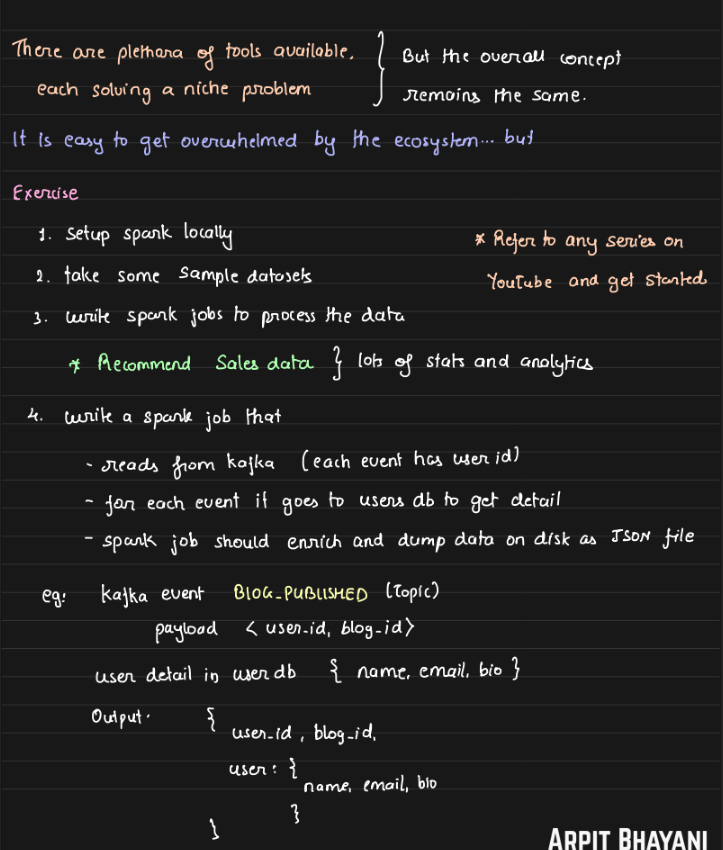 There are plethora of tools available,
each solving a niche problem
But the overall concept
remains the same.
It is easy to get overwhelmed by the ecosystem... but
Exercise
1. Setup spark locally
2. take some sample datasets
* Refer to any series on
YouTube and get started
3. write spark jobs to process the data
* Recommend Sales data } lots of stats and analytics
4. write a spark job that
- reads from kafka (each event has user id)
- for each event it goes to users db to get detail
- spark job should enrich and dump data on disk as JSON file
eg: kafka event BLOG_PUBLISHED (Topic)
payload < user_id, blog_id >
user detail in user db { name, email, bio }
Output. {
user_id, blog_id,
user : {
name, email, bio
}
}
ARPIT BHAYANI